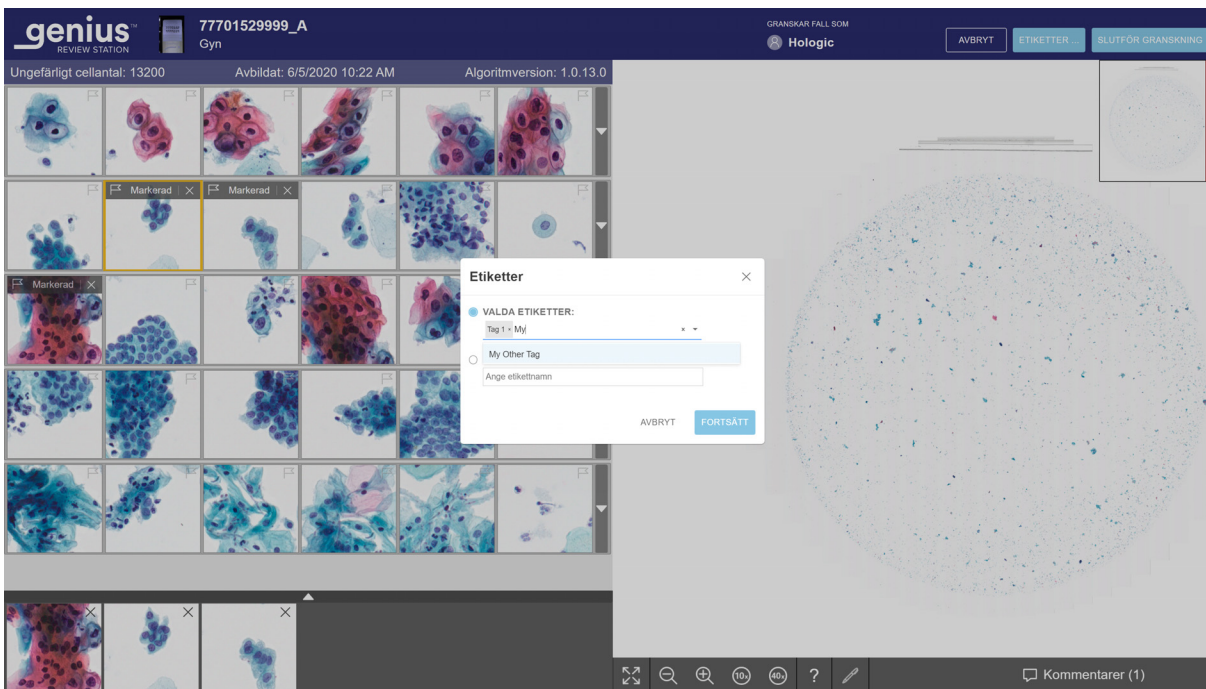 genius™
REVIEW STATION
77701529999_A
Gyn
GRANSKAR FALL SOM
Hologic
AVBRYT
ETIKETTER ...
SLUTFÖR GRANSKNING
Ungefärligt cellantal: 13200
Avbildat: 6/5/2020 10:22 AM
Algoritmversion: 1.0.13.0
Markerad
Markerad
Markerad
Etiketter
VALDA ETIKETTER:
Tag 1 × My
My Other Tag
Ange etikettnamn
AVBRYT
FORTSÄTT
10x
40x
?
Kommentarer (1)